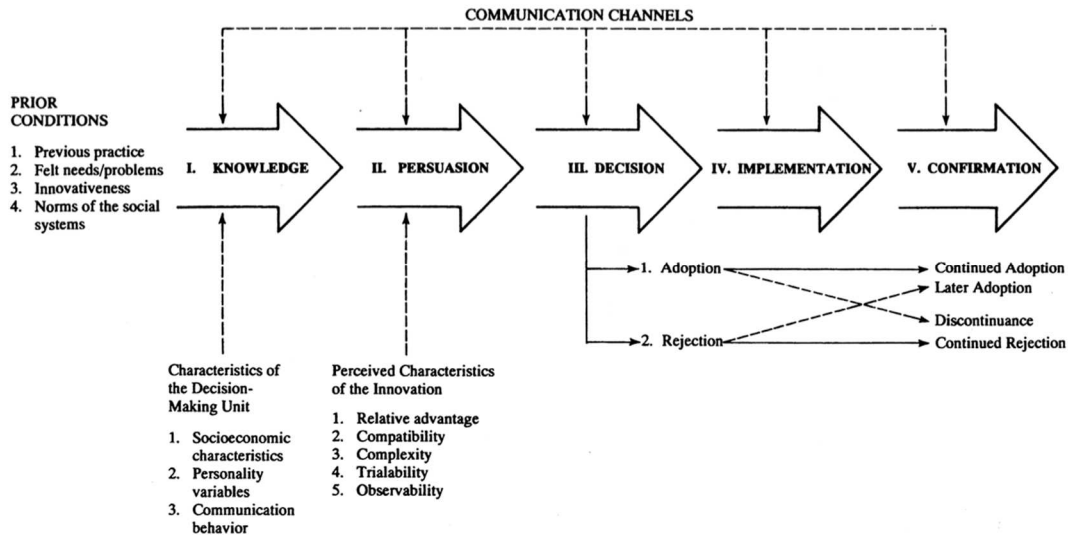 COMMUNICATION CHANNELS
PRIOR
CONDITIONS
1. Previous practice
2. Felt needs/problems
3. Innovativeness
4. Norms of the social
systems
I. KNOWLEDGE
II. PERSUASION
III. DECISION
IV. IMPLEMENTATION
V. CONFIRMATION
1. Adoption
2. Rejection
Continued Adoption
Later Adoption
Discontinuance
Continued Rejection
Characteristics of
the Decision-
Making Unit
1. Socioeconomic
characteristics
2. Personality
variables
3. Communication
behavior
Perceived Characteristics
of the Innovation
1. Relative advantage
2. Compatibility
3. Complexity
4. Trialability
5. Observability